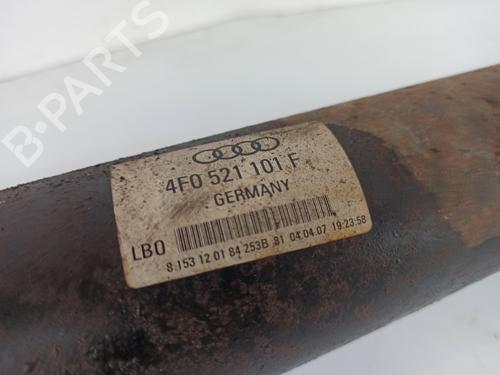 B-PARTS
4F0 521 101 F
GERMANY
LBO
8.153 12 01 84 253B 81 04.04.07 19:23:58